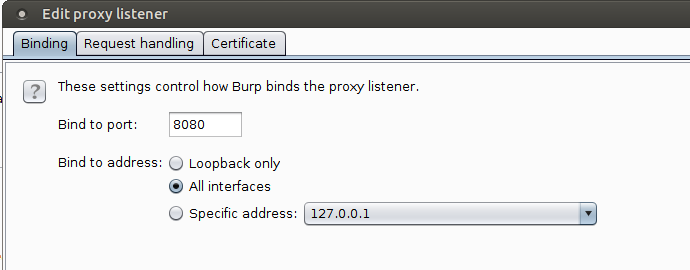 Edit proxy listener
Binding Request handling Certificate
? These settings control how Burp binds the proxy listener.
Bind to port: 8080
Bind to address: Loopback only
All interfaces
Specific address: 127.0.0.1